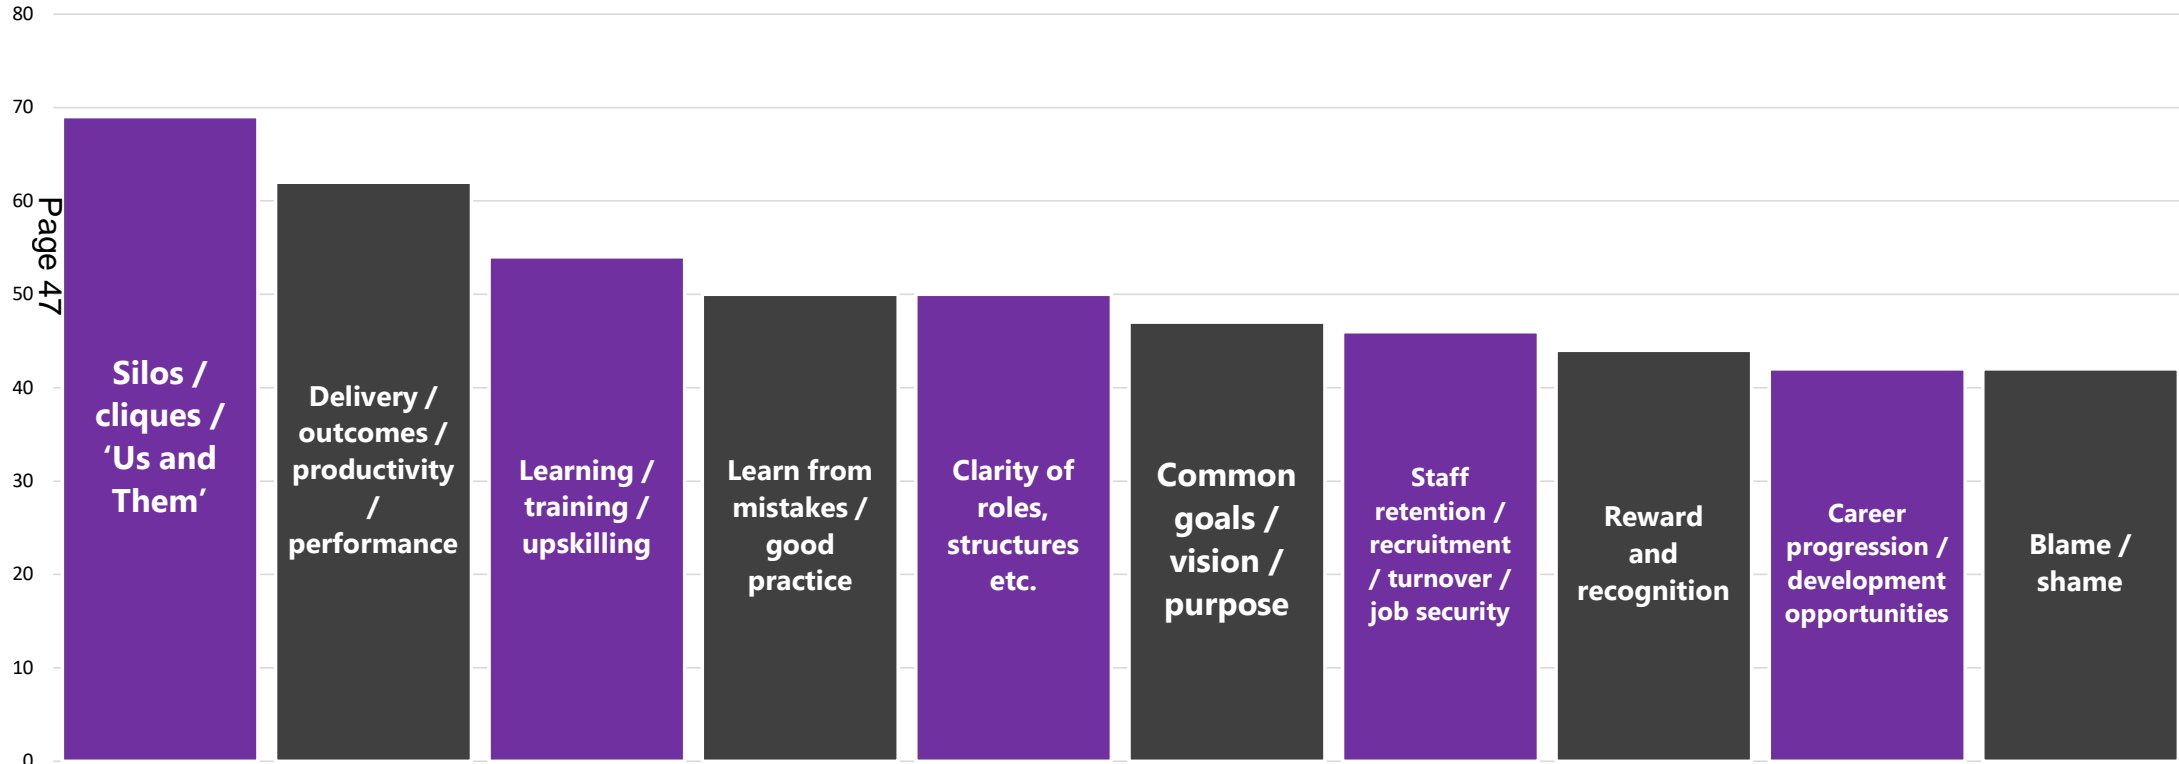 80
70
60
50
40
30
20
10
0
Page 47
Silos /
cliques /
‘Us and
Them’
Delivery /
outcomes /
productivity
/
performance
Learning /
training /
upskilling
Learn from
mistakes /
good
practice
Clarity of
roles,
structures
etc.
Common
goals /
vision /
purpose
Staff
retention /
recruitment
/ turnover /
job security
Reward
and
recognition
Career
progression /
development
opportunities
Blame /
shame